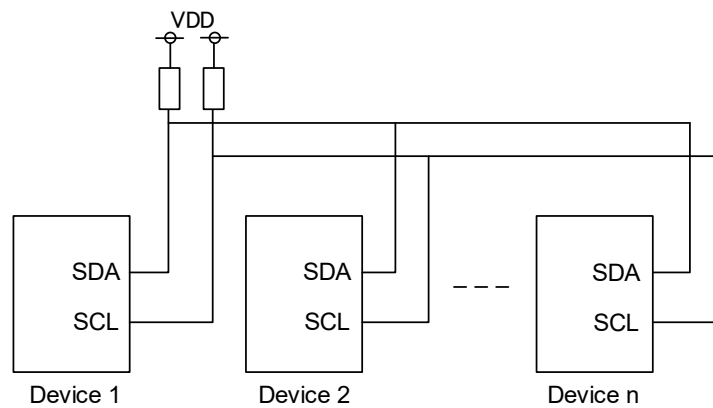 VDD
SDA
SCL
Device 1
SDA
SCL
Device 2
SDA
SCL
Device n